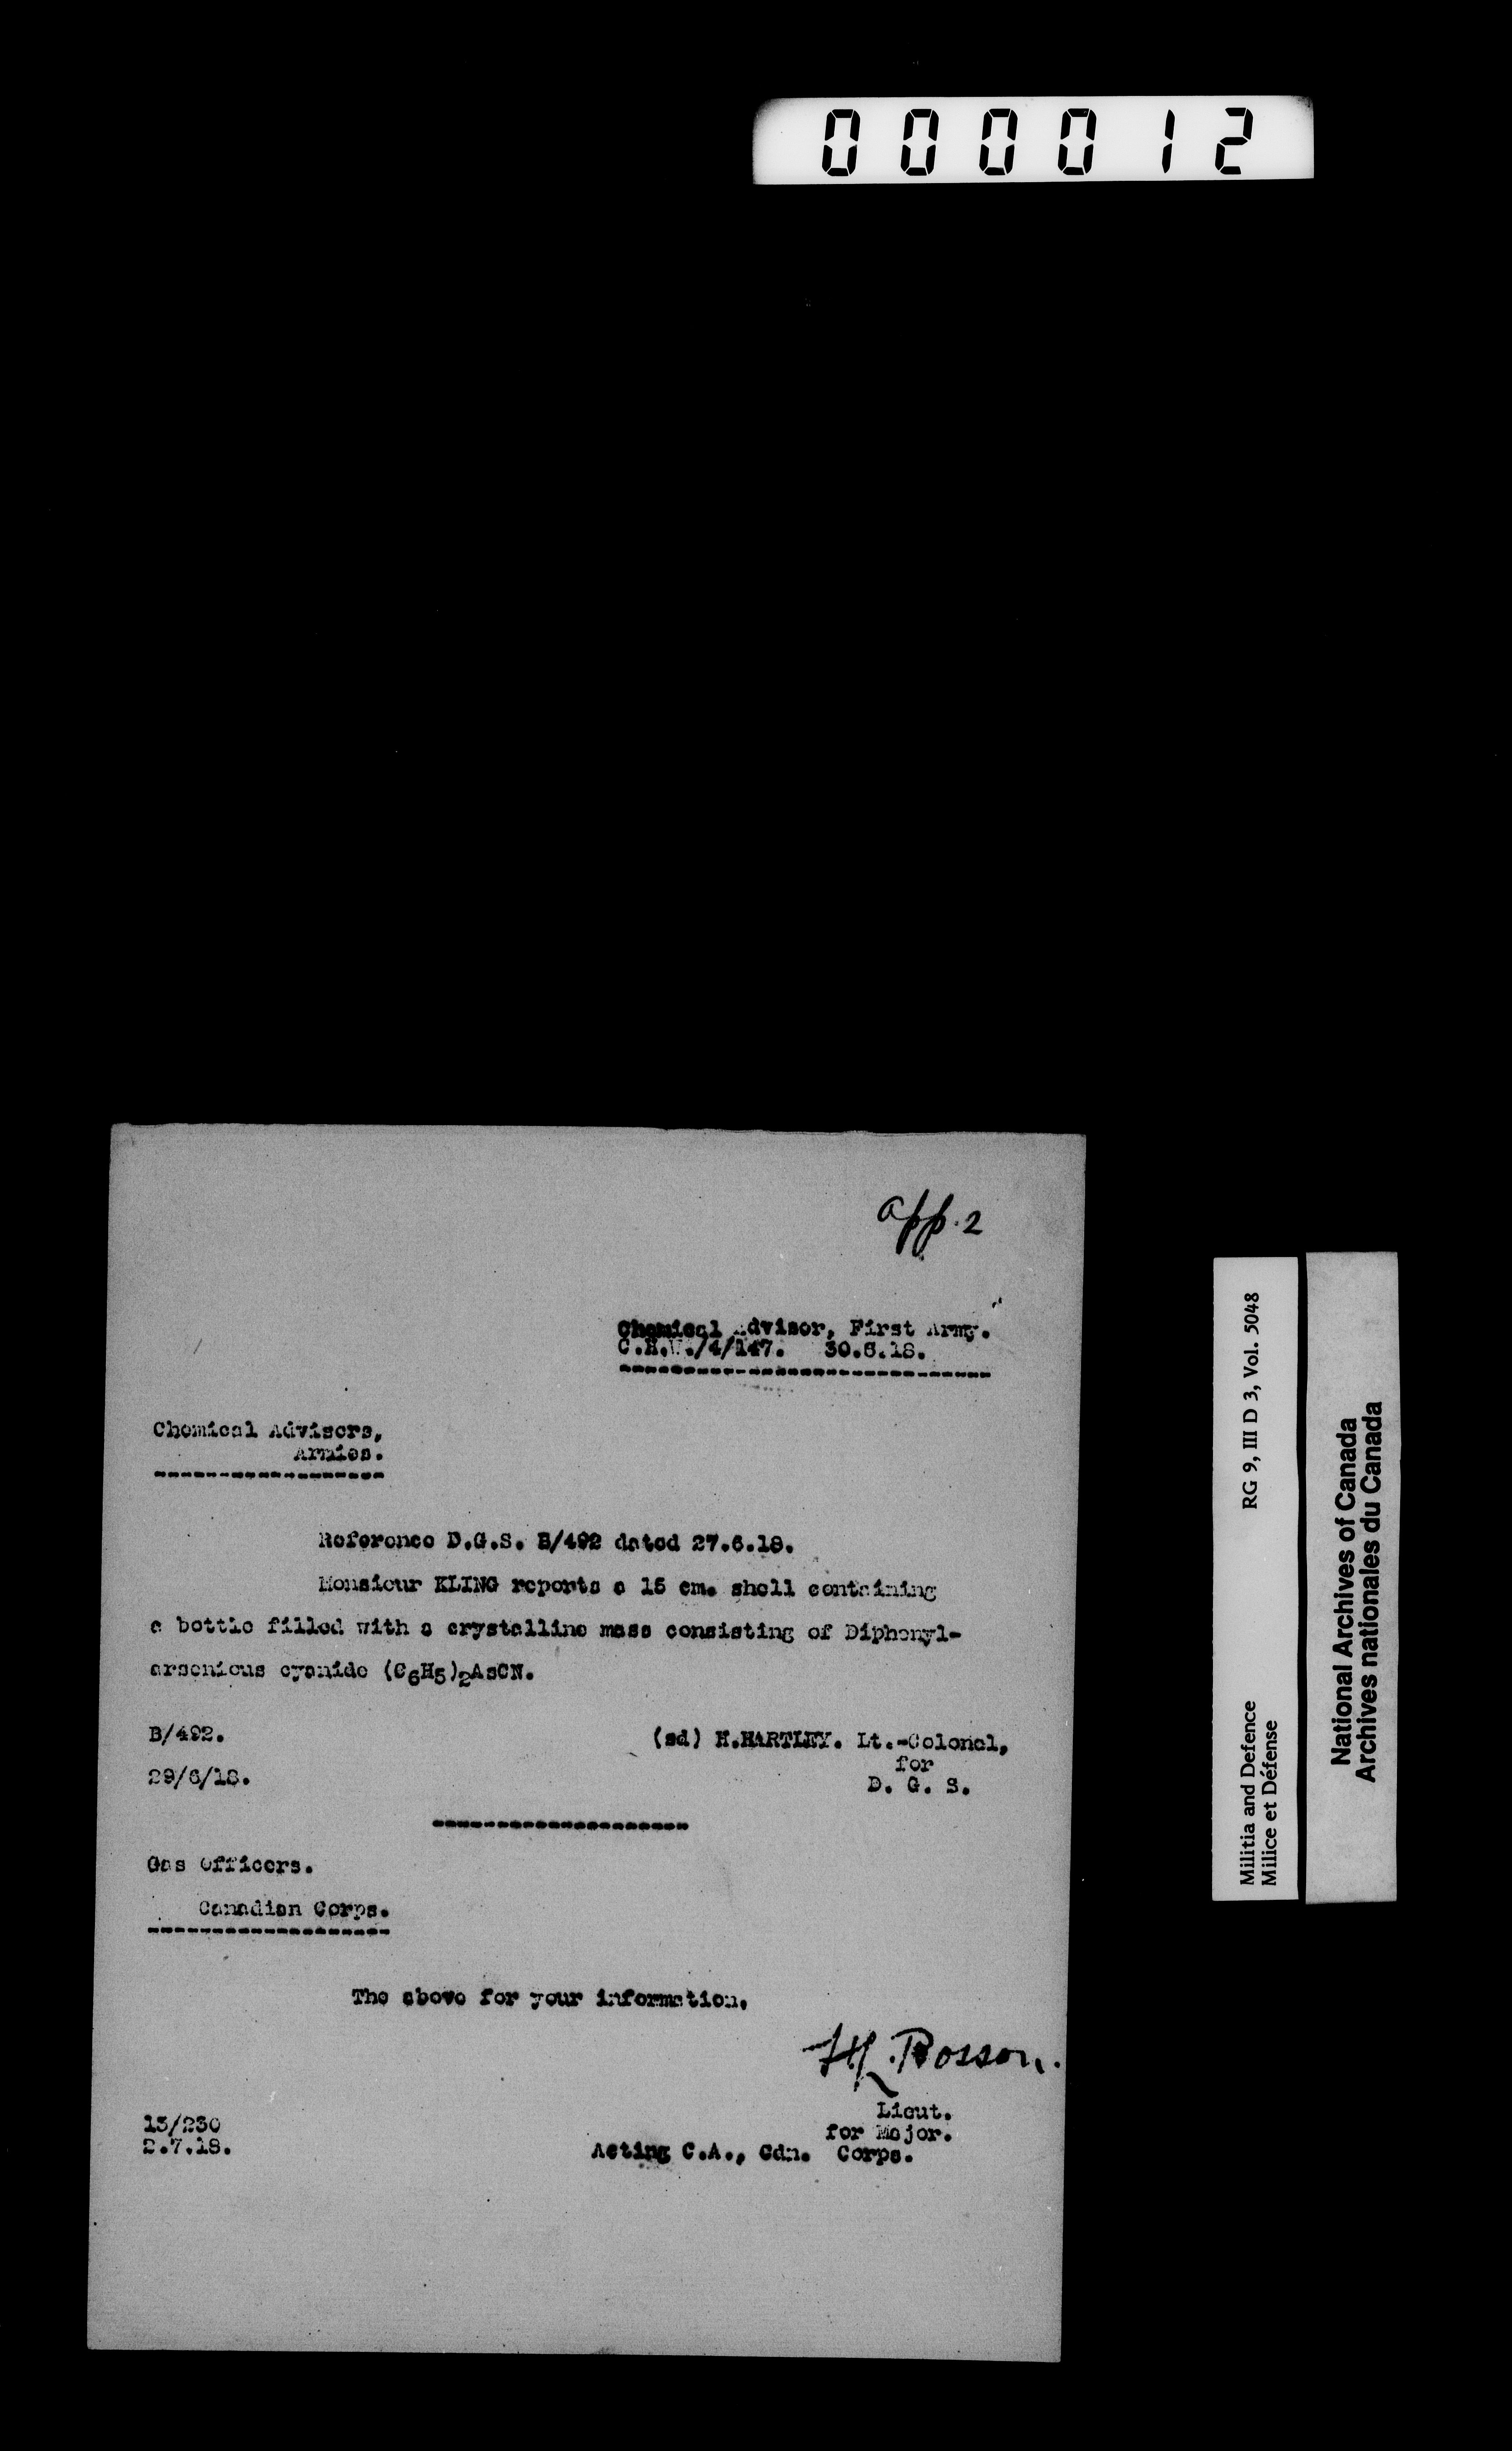 000012
app. 2
Chemical Advisor, First Army.
C.H.W./4/147. 30.6.18.
Chemical Advisors,
Armies.
Reference D.G.S. B/492 dated 27.6.18.
Monsieur KLING reports a 15 cm. shell containing
a bottle filled with a crystalline mass consisting of Diphenyl-
arsenious cyanide (C6H5)2AsCN.
B/492.
29/6/18.
(sd) H.HARTLEY. Lt.-Colonel,
for
D. G. S.
Gas Officers.
Canadian Corps.
The above for your information.
Lieut.
for Major.
Acting C.A., Cdn. Corps.
13/230
2.7.18.
Militia and Defence RG 9, III D 3, Vol. 5048
Milice et Défense
National Archives of Canada
Archives nationales du Canada